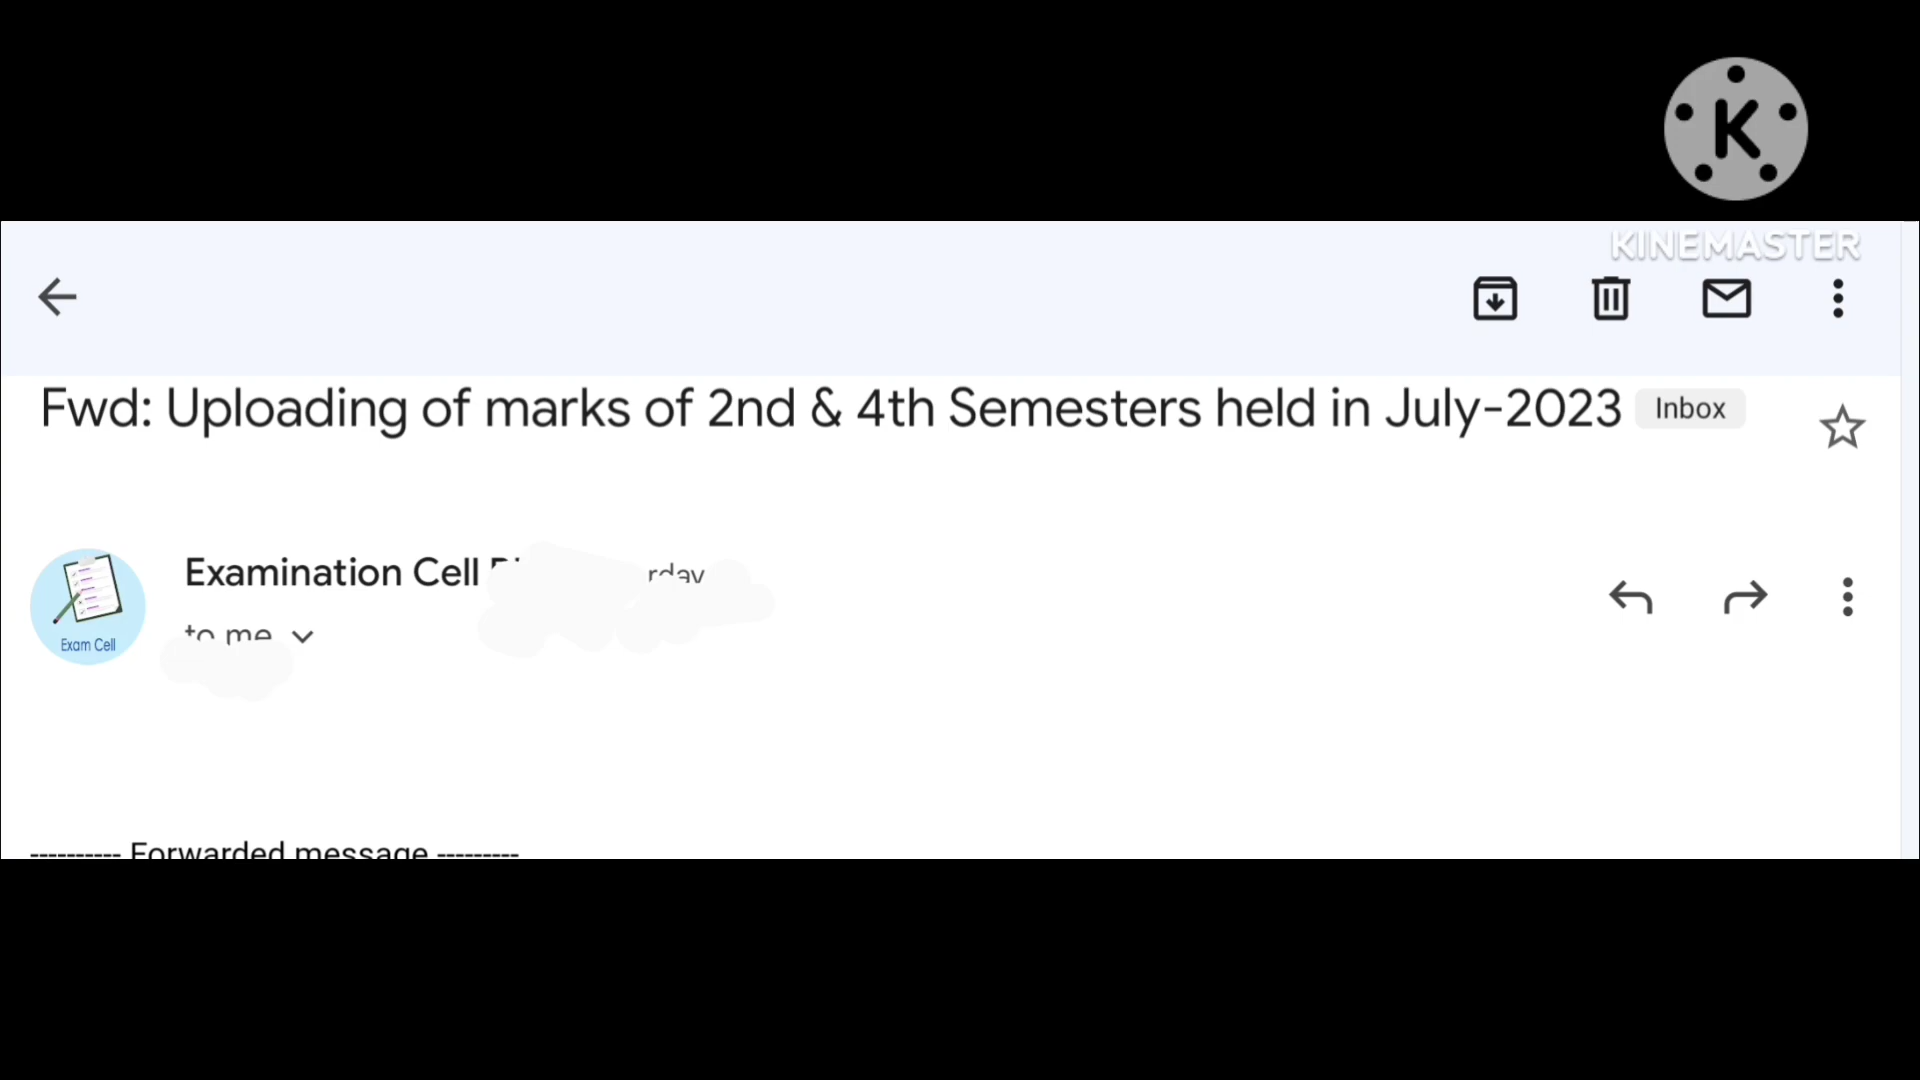 K
KINEMASTER
Fwd: Uploading of marks of 2nd & 4th Semesters held in July-2023 Inbox
Examination Cell
to me
Exam Cell
---------- Forwarded message ---------